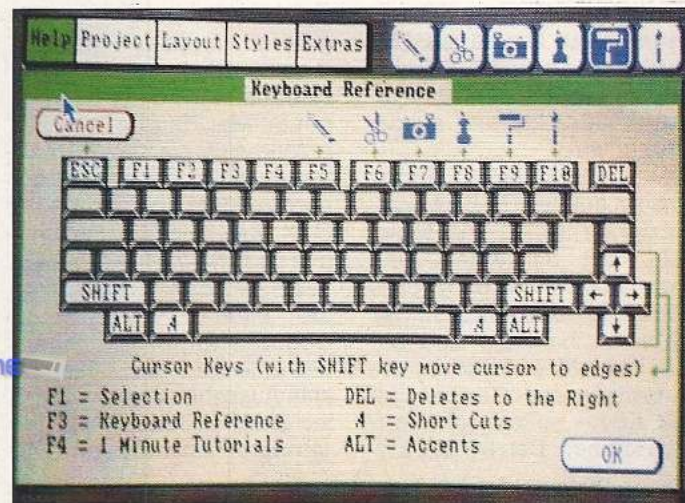 Help Project Layout Styles Extras
Keyboard Reference
Cancel
ESC F1 F2 F3 F4 F5 F6 F7 F8 F9 F10 DEL
SHIFT SHIFT ← →
↑
ALT A A ALT ↓
Cursor Keys (with SHIFT key move cursor to edges)
F1 = Selection DEL = Deletes to the Right
F3 = Keyboard Reference A = Short Cuts
F4 = 1 Minute Tutorials ALT = Accents
OK